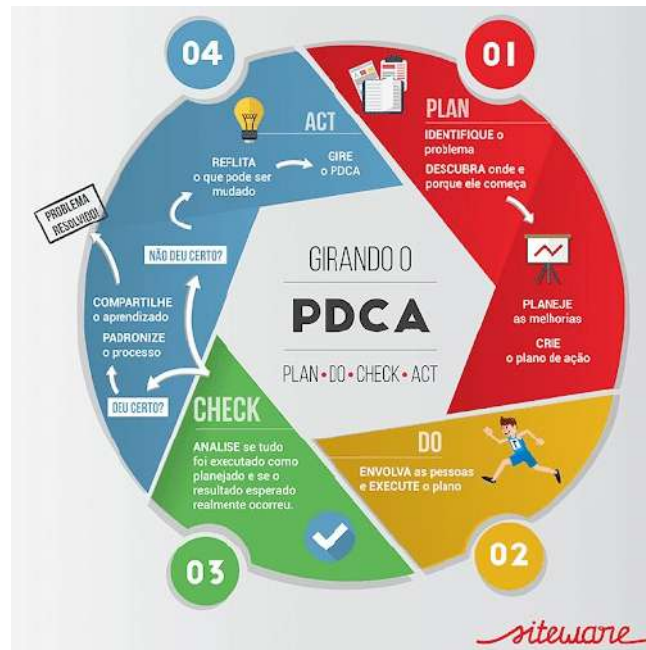 01
PLAN
IDENTIFIQUE o
problema
DESCUBRA onde e
porque ele começa
PLANEJE
as melhorias
CRIE
o plano de ação
02
DO
ENVOLVA as pessoas
e EXECUTE o plano
03
CHECK
ANALISE se tudo
foi executado como
planejado e se o
resultado esperado
realmente ocorreu.
04
ACT
DEU CERTO?
PADRONIZE
o processo
COMPARTILHE
o aprendizado
PROBLEMA
RESOLVIDO!
NÃO DEU CERTO?
REFLITA
o que pode ser
mudado
GIRE
o PDCA
GIRANDO O
PDCA
PLAN•DO•CHECK•ACT
siteware